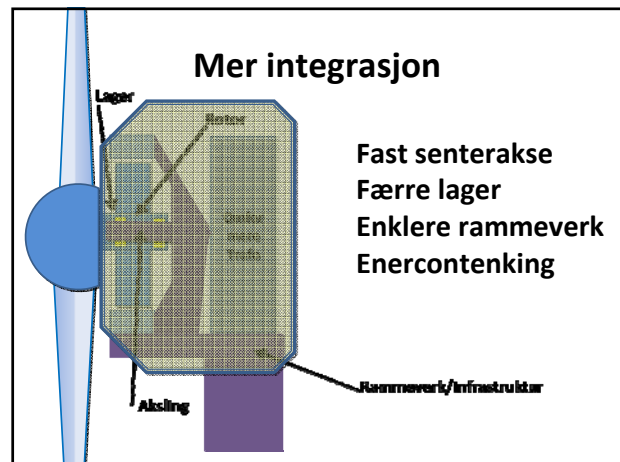 Mer integrasjon
Lager
Rotor
Fast senterakse
Færre lager
Enklere rammeverk
Enercontenking
Rammeverk/Infrastruktur
Aksling